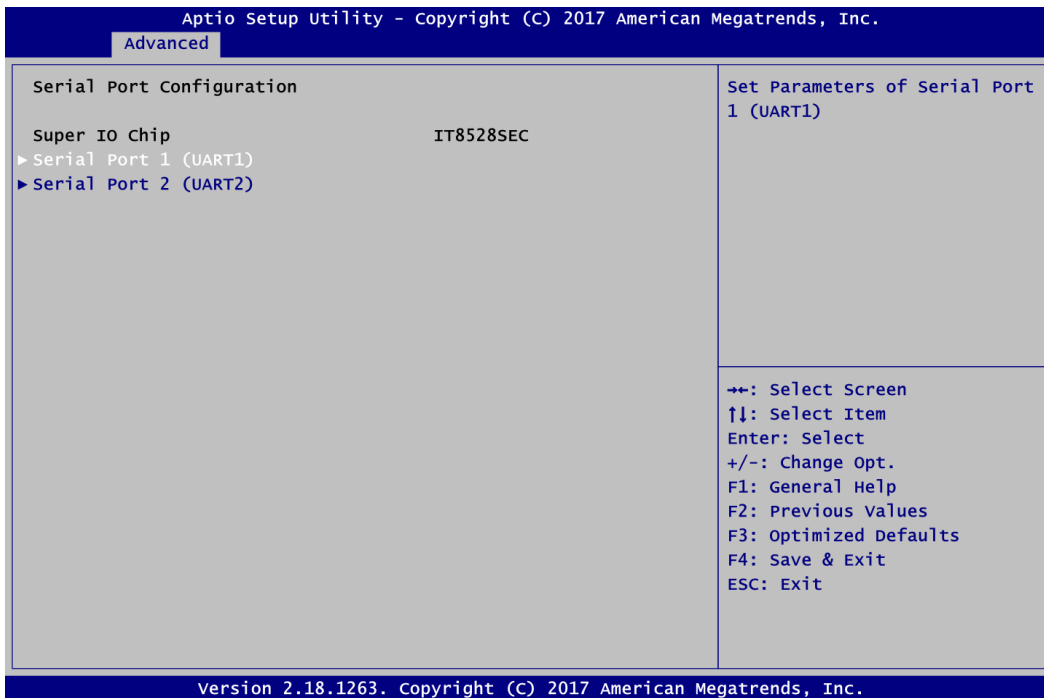 Aptio Setup Utility - Copyright (C) 2017 American Megatrends, Inc.
Advanced
Serial Port Configuration
Super IO Chip IT8528SEC
▶ Serial Port 1 (UART1)
▶ Serial Port 2 (UART2)
Set Parameters of Serial Port
1 (UART1)
→←: Select Screen
↑↓: Select Item
Enter: Select
+/-: Change Opt.
F1: General Help
F2: Previous Values
F3: Optimized Defaults
F4: Save & Exit
ESC: Exit
Version 2.18.1263. Copyright (C) 2017 American Megatrends, Inc.